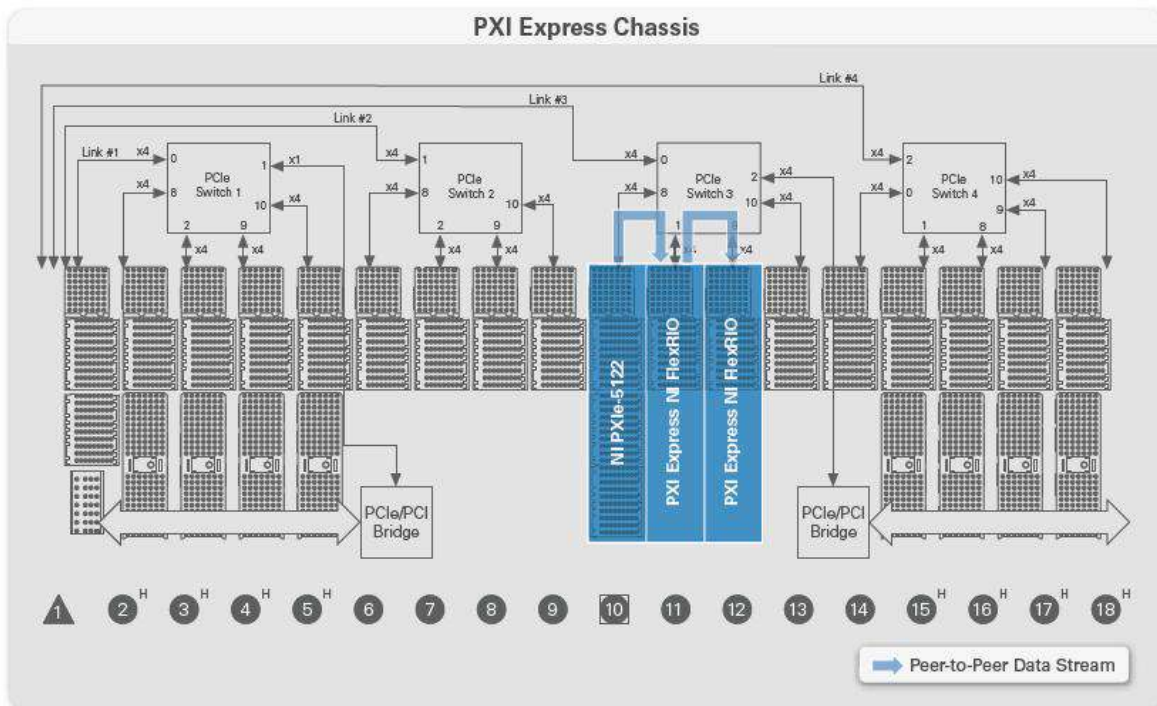 PXI Express Chassis
Link #4
Link #3
Link #2
Link #1
x4
0
1
x1
PCIe
Switch 1
x4
8
10
x4
2
9
x4
x4
x4
1
PCIe
Switch 2
x4
8
10
x4
2
9
x4
x4
x4
0
PCIe
Switch 3
2
x4
x4
8
10
x4
1
x4
x4
2
PCIe
Switch 4
10
x4
x4
0
9
x4
1
8
x4
x4
NI PXIe-5122
PXI Express NI FlexRIO
PXI Express NI FlexRIO
PCIe/PCI
Bridge
PCIe/PCI
Bridge
1 2 H 3 H 4 H 5 H 6 7 8 9 10 11 12 13 14 15 H 16 H 17 H 18 H
Peer-to-Peer Data Stream